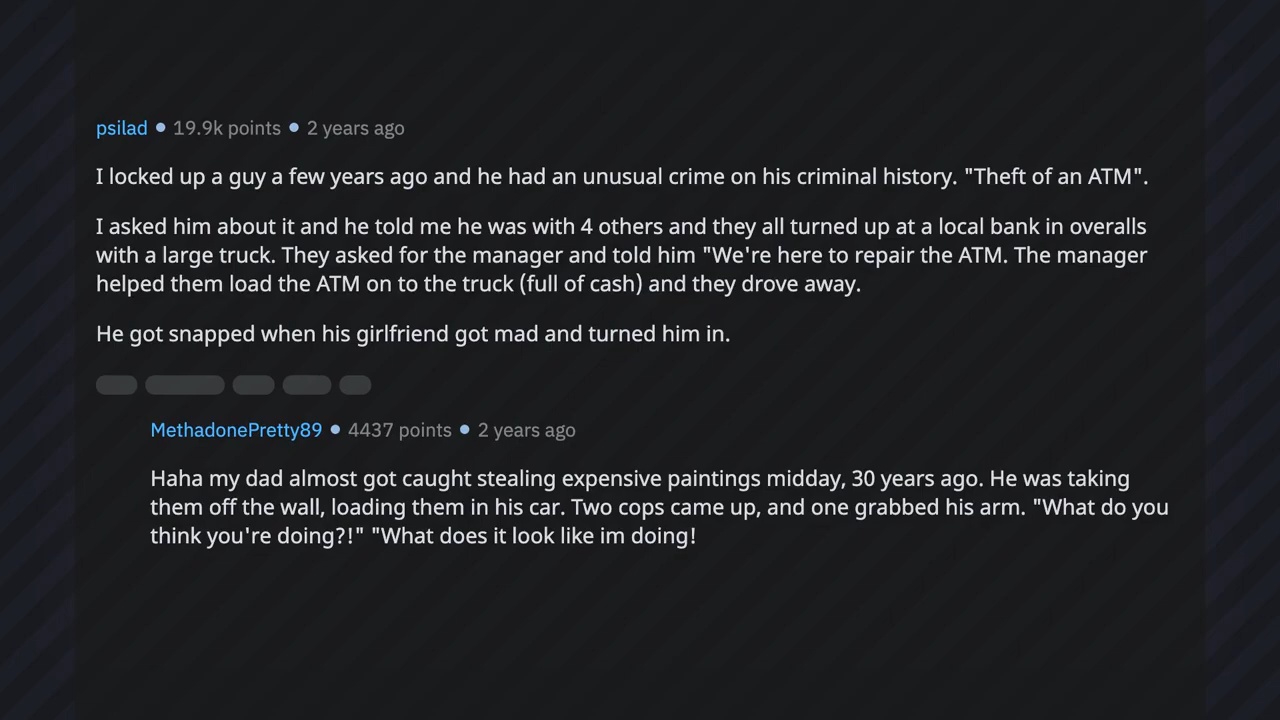 psilad • 19.9k points • 2 years ago
I locked up a guy a few years ago and he had an unusual crime on his criminal history. "Theft of an ATM".
I asked him about it and he told me he was with 4 others and they all turned up at a local bank in overalls
with a large truck. They asked for the manager and told him "We're here to repair the ATM. The manager
helped them load the ATM on to the truck (full of cash) and they drove away.
He got snapped when his girlfriend got mad and turned him in.
MethadonePretty89 • 4437 points • 2 years ago
Haha my dad almost got caught stealing expensive paintings midday, 30 years ago. He was taking
them off the wall, loading them in his car. Two cops came up, and one grabbed his arm. "What do you
think you're doing?!" "What does it look like im doing!